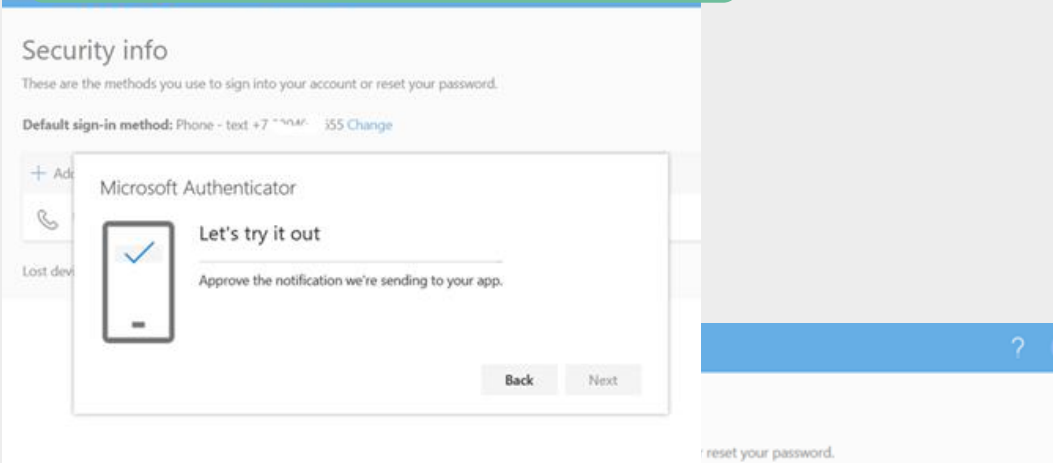 Security info
These are the methods you use to sign into your account or reset your password.
Default sign-in method: Phone - text +7 55 Change
+ Add
Microsoft Authenticator
Let's try it out
Approve the notification we're sending to your app.
Lost devi
Back Next
?
reset your password.